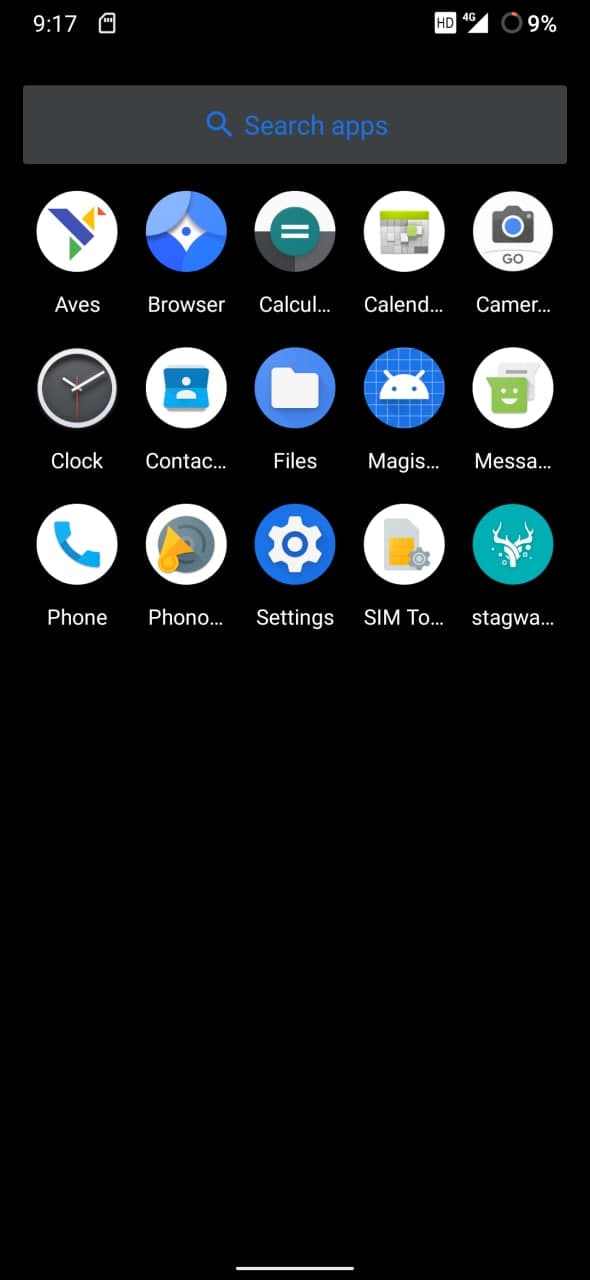 9:17 HD 4G 9%
Search apps
Aves Browser Calcul... Calend... Camer...
GO
Clock Contac... Files Magis... Messa...
Phone Phono... Settings SIM To... stagwa...